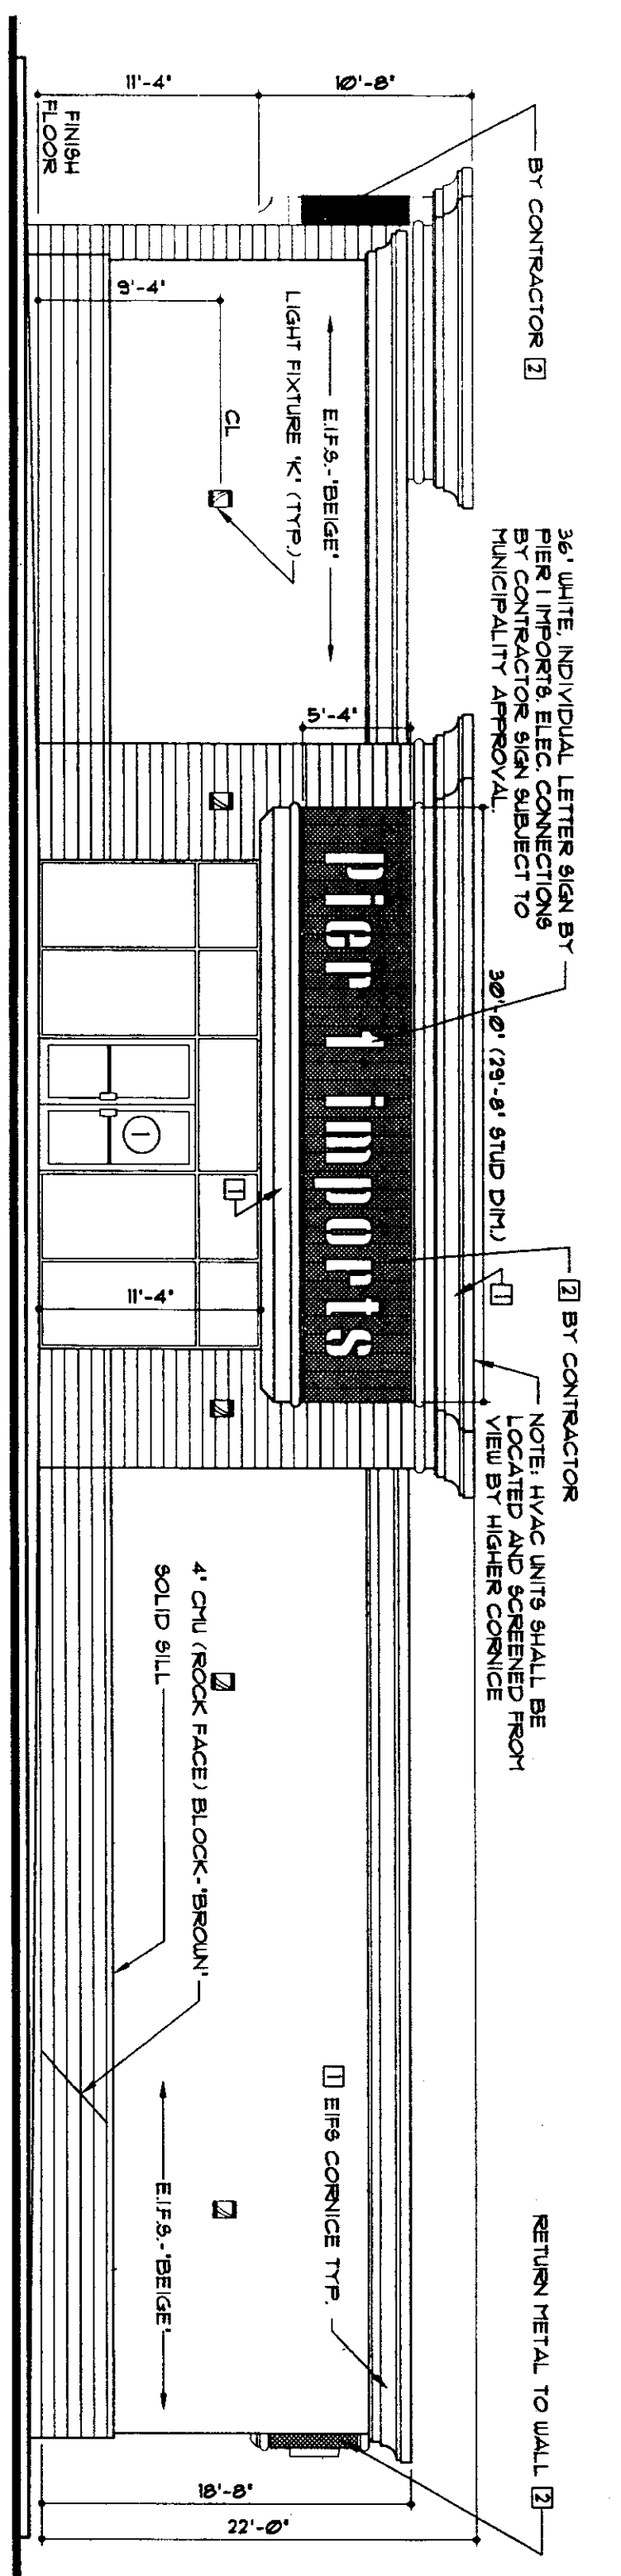 BY CONTRACTOR 2
36" WHITE, INDIVIDUAL LETTER SIGN BY
PIER 1 IMPORTS. ELEC. CONNECTIONS
BY CONTRACTOR SIGN SUBJECT TO
MUNICIPALITY APPROVAL.
30'-0" (29'-8" STUD DIM.)
1
2 BY CONTRACTOR
NOTE: HVAC UNITS SHALL BE
LOCATED AND SCREENED FROM
VIEW BY HIGHER CORNICE
RETURN METAL TO WALL 2
10'-8"
11'-4"
FINISH
FLOOR
E.I.F.S.-'BEIGE'
LIGHT FIXTURE 'K' (TYP.)
CL
9'-4"
5'-4"
pier 1 imports
1
1
11'-4"
4" CMU (ROCK FACE) BLOCK-'BROWN'
SOLID SILL
1 EIFS CORNICE TYP.
E.I.F.S.-'BEIGE'
18'-8"
22'-0"